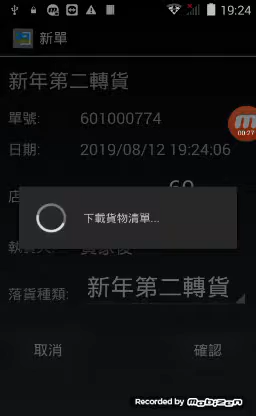 19:24
新單
新年第二轉貨
單號: 601000774
00:27
日期: 2019/08/12 19:24:06
下載貨物清單...
落貨種類: 新年第二轉貨
取消 確認
Recorded by Mobizen